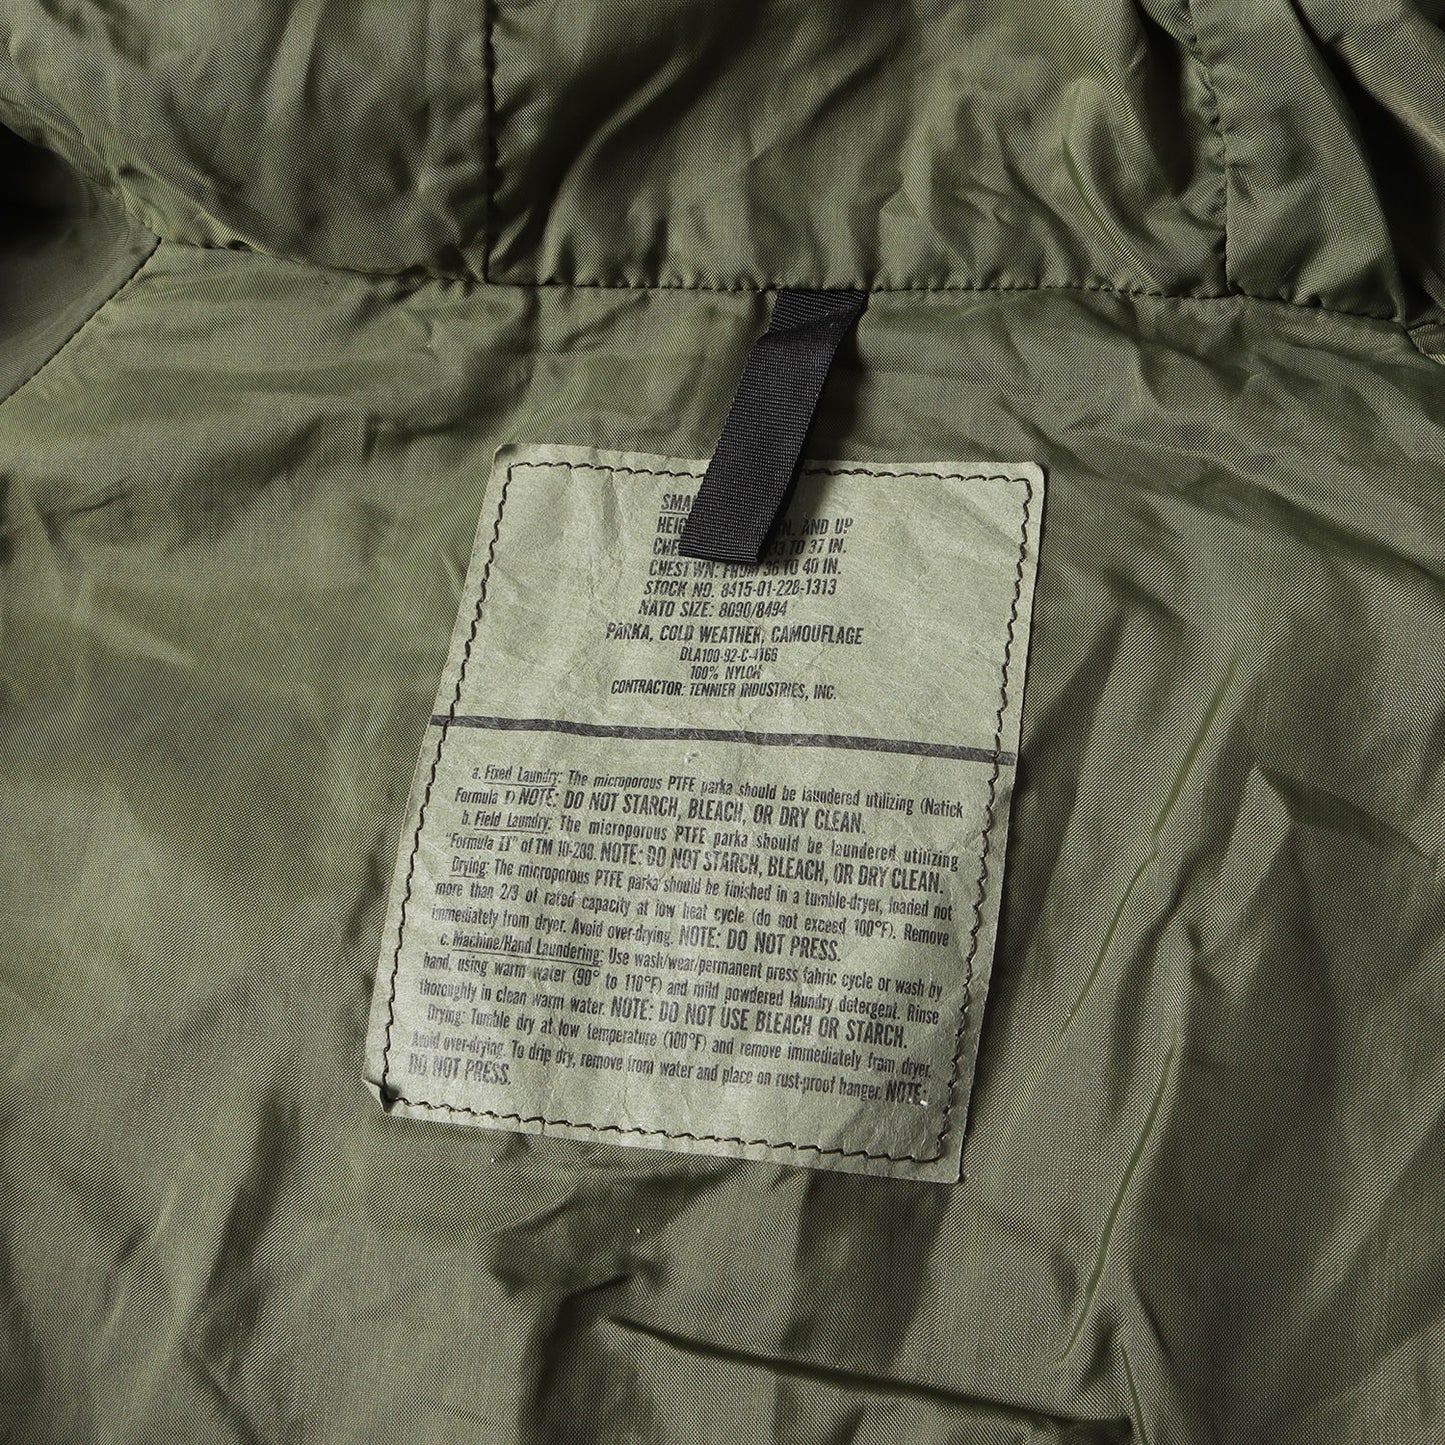 SMA
HEIG N. AND UP
CHE 33 TO 37 IN.
CHEST WN: FROM 36 TO 40 IN.
STOCK NO. 8415-01-228-1313
NATO SIZE: 8090/8494
PARKA, COLD WEATHER, CAMOUFLAGE
DLA100-92-C-4166
100% NYLON
CONTRACTOR: TENNIER INDUSTRIES, INC.
a. Fixed Laundry: The microporous PTFE parka should be laundered utilizing (Natick
Formula I) NOTE: DO NOT STARCH, BLEACH, OR DRY CLEAN.
b. Field Laundry: The microporous PTFE parka should be laundered utilizing
"Formula II" of TM 10-280. NOTE: DO NOT STARCH, BLEACH, OR DRY CLEAN.
Drying: The microporous PTFE parka should be finished in a tumble-dryer, loaded not
more than 2/3 of rated capacity at low heat cycle (do not exceed 100°F). Remove
immediately from dryer. Avoid over-drying. NOTE: DO NOT PRESS.
c. Machine/Hand Laundering: Use wash/wear/permanent press fabric cycle or wash by
hand, using warm water (90° to 110°F) and mild powdered laundry detergent. Rinse
thoroughly in clean warm water. NOTE: DO NOT USE BLEACH OR STARCH.
Drying: Tumble dry at low temperature (100°F) and remove immediately from dryer.
Avoid over-drying. To drip dry, remove from water and place on rust-proof hanger. NOTE:
DO NOT PRESS.